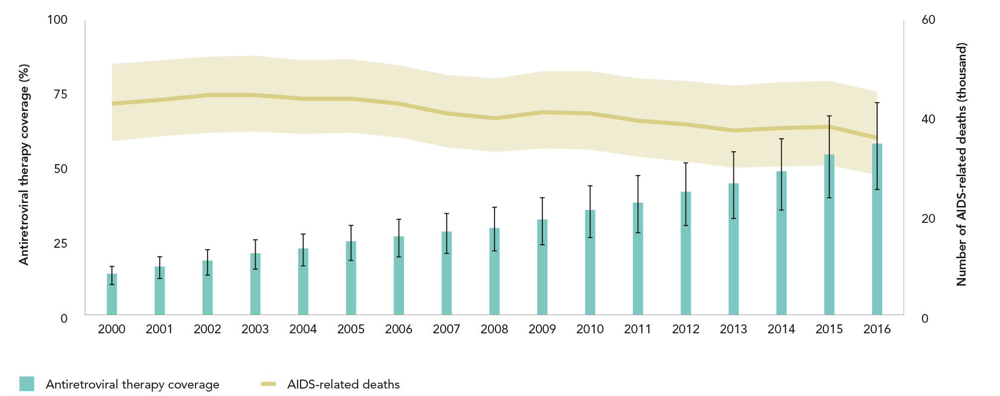 100
75
50
25
0
Antiretroviral therapy coverage (%)
60
40
20
0
Number of AIDS-related deaths (thousand)
2000 2001 2002 2003 2004 2005 2006 2007 2008 2009 2010 2011 2012 2013 2014 2015 2016
Antiretroviral therapy coverage
AIDS-related deaths